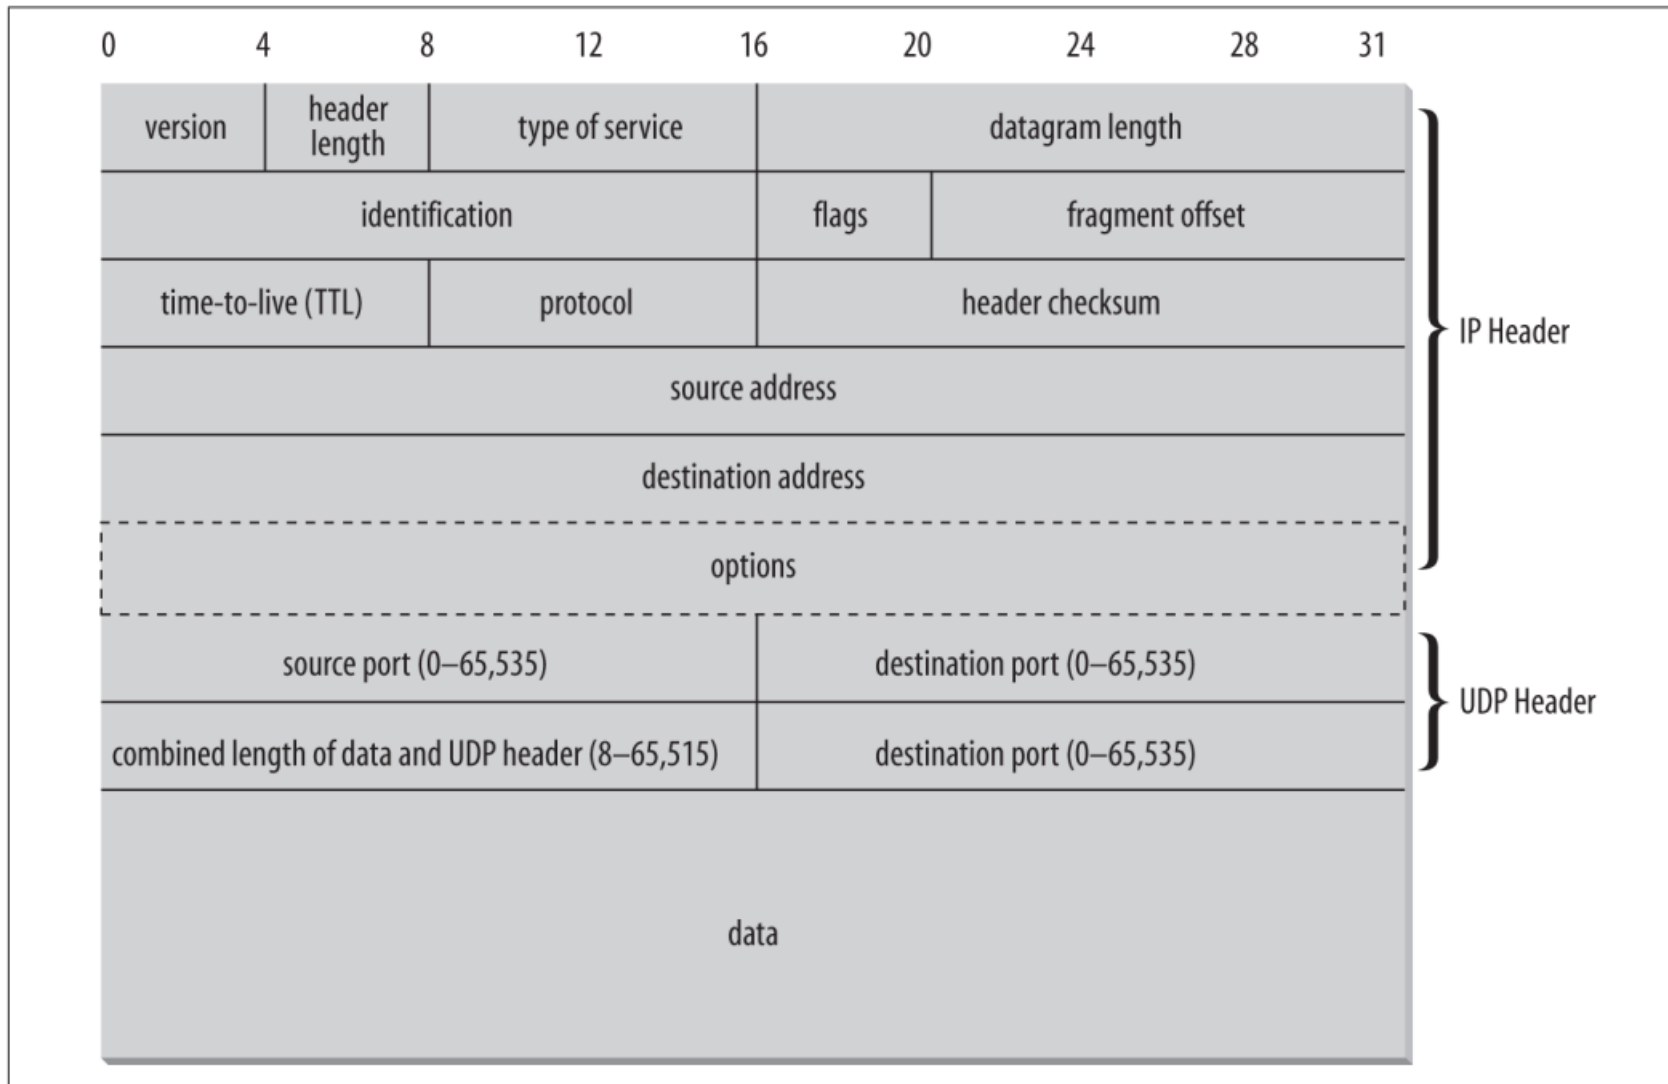 0 4 8 12 16 20 24 28 31
version
header
length
type of service
datagram length
identification
flags
fragment offset
time-to-live (TTL)
protocol
header checksum
source address
destination address
options
IP Header
source port (0–65,535)
destination port (0–65,535)
combined length of data and UDP header (8–65,515)
destination port (0–65,535)
UDP Header
data